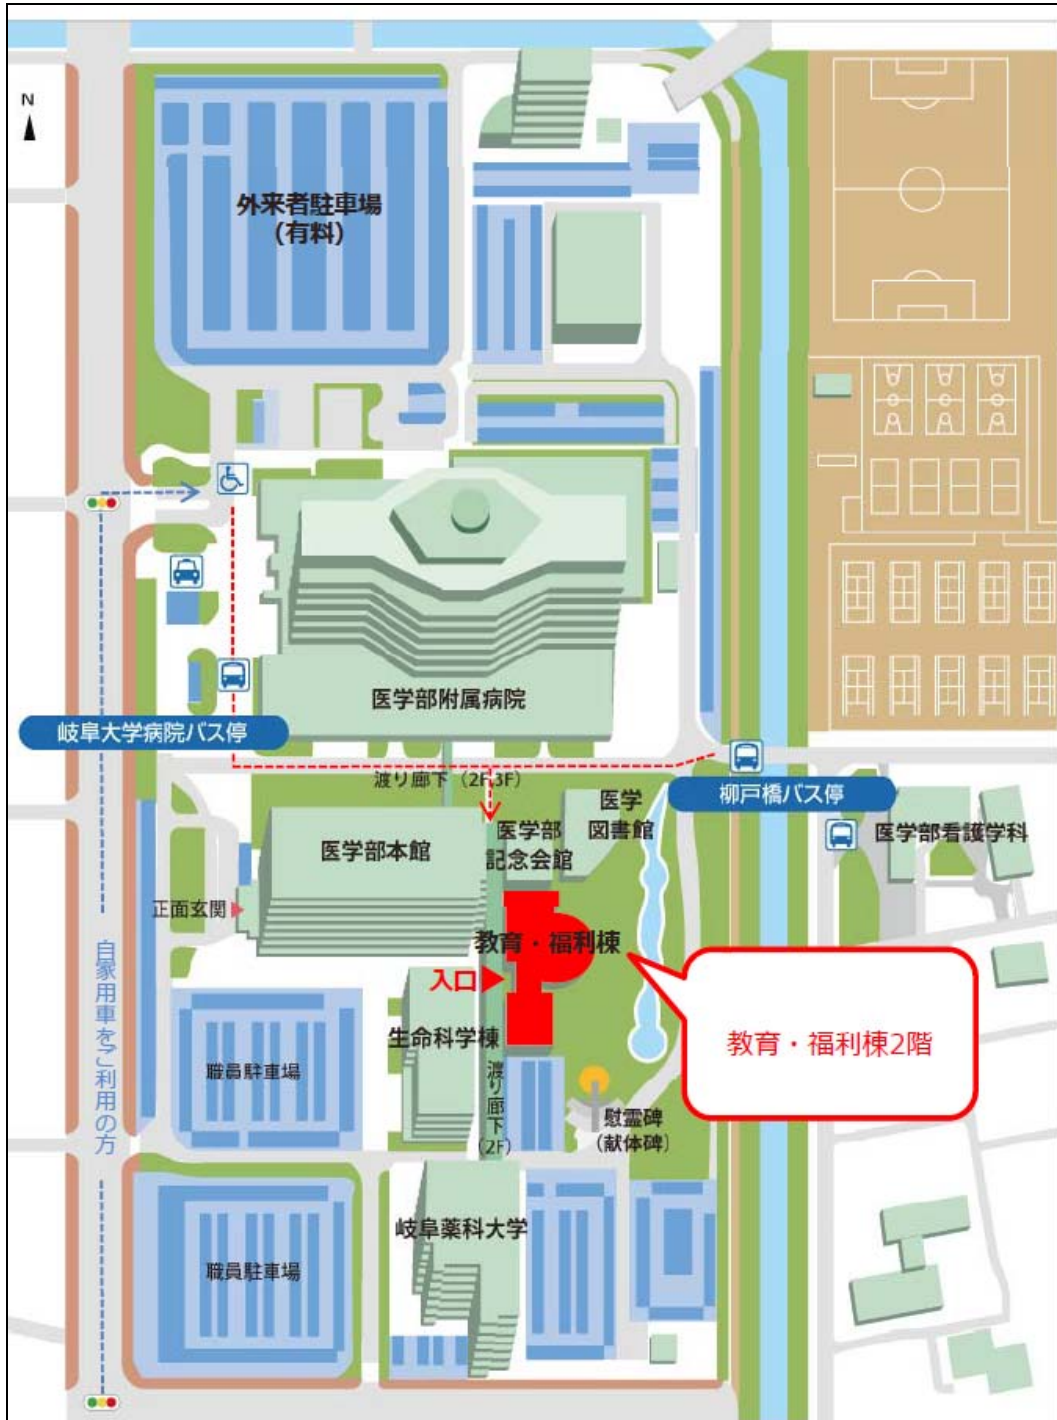 N
外来者駐車場
(有料)
医学部附属病院
岐阜大学病院バス停
渡り廊下（2F,3F）
柳戸橋バス停
医学
図書館
医学部
記念会館
医学部看護学科
医学部本館
正面玄関
教育・福利棟
入口
自家用車をご利用の方
生命科学棟
教育・福利棟2階
職員駐車場
渡り廊下
(2F)
慰霊碑
（献体碑）
岐阜薬科大学
職員駐車場